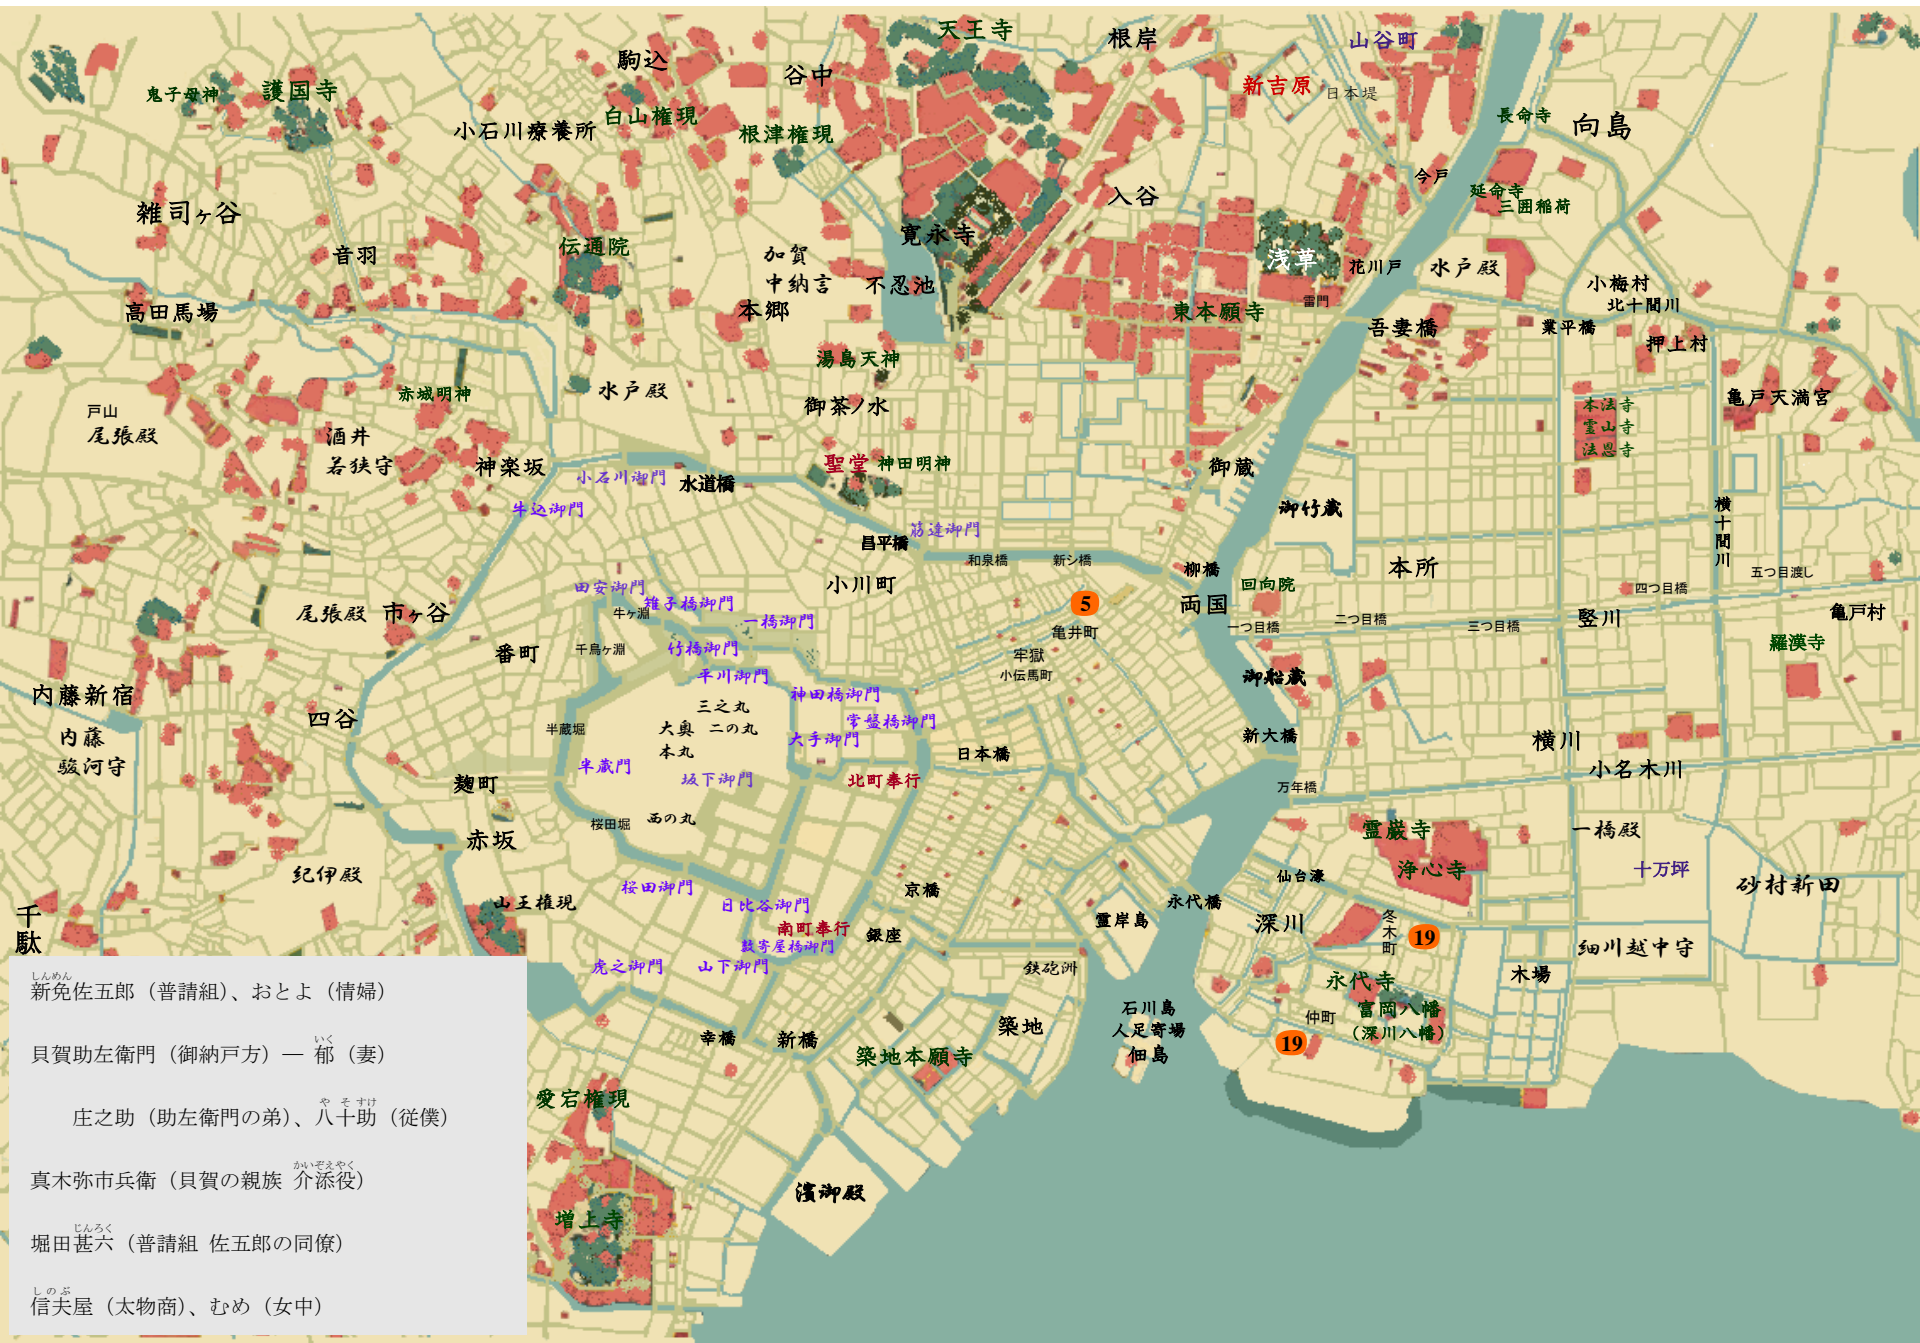 天王寺
根岸
山谷町
駒込
谷中
新吉原
日本堤
鬼子母神
護国寺
白山権現
小石川療養所
根津権現
長命寺
向島
今戸
延命寺
三囲稲荷
入谷
雑司ヶ谷
音羽
伝通院
加賀
中納言
寛永寺
不忍池
浅草
花川戸
水戸殿
小梅村
北十間川
高田馬場
本郷
東本願寺
雷門
吾妻橋
業平橋
押上村
湯島天神
赤城明神
水戸殿
御茶ノ水
戸山
尾張殿
酒井
若狭守
神楽坂
本法寺
霊山寺
法恩寺
亀戸天満宮
聖堂
神田明神
御蔵
小石川御門
水道橋
牛込御門
御竹蔵
横十間川
筋違御門
昌平橋
和泉橋
新シ橋
柳橋
本所
五つ目渡し
小川町
田安御門
雉子橋御門
牛ヶ淵
一橋御門
5
亀井町
両国
回向院
四つ目橋
一つ目橋
二つ目橋
三つ目橋
竪川
亀戸村
羅漢寺
尾張殿
市ヶ谷
番町
千鳥ヶ淵
竹橋御門
平川御門
牢獄
小伝馬町
御船蔵
内藤新宿
四谷
神田橋御門
三之丸
大奥
二の丸
本丸
常盤橋御門
大手御門
半蔵堀
日本橋
新大橋
横川
内藤
駿河守
半蔵門
坂下御門
北町奉行
小名木川
万年橋
麹町
桜田堀
西の丸
赤坂
霊巌寺
一橋殿
浄心寺
十万坪
砂村新田
紀伊殿
桜田御門
山王権現
日比谷御門
南町奉行
数寄屋橋御門
京橋
銀座
仙台濠
永代橋
霊岸島
深川
冬木町
19
細川越中守
木場
千駄
虎之御門
山下御門
鉄砲洲
永代寺
富岡八幡
（深川八幡）
仲町
19
石川島
人足寄場
佃島
幸橋
新橋
築地
築地本願寺
愛宕権現
濱御殿
増上寺
しんめん
新免佐五郎（普請組）、おとよ（情婦）
いく
貝賀助左衛門（御納戸方）― 郁（妻）
や そ すけ
庄之助（助左衛門の弟）、八十助（従僕）
かいぞえやく
真木弥市兵衛（貝賀の親族 介添役）
じんろく
堀田甚六（普請組 佐五郎の同僚）
しのぶ
信夫屋（太物商）、むめ（女中）